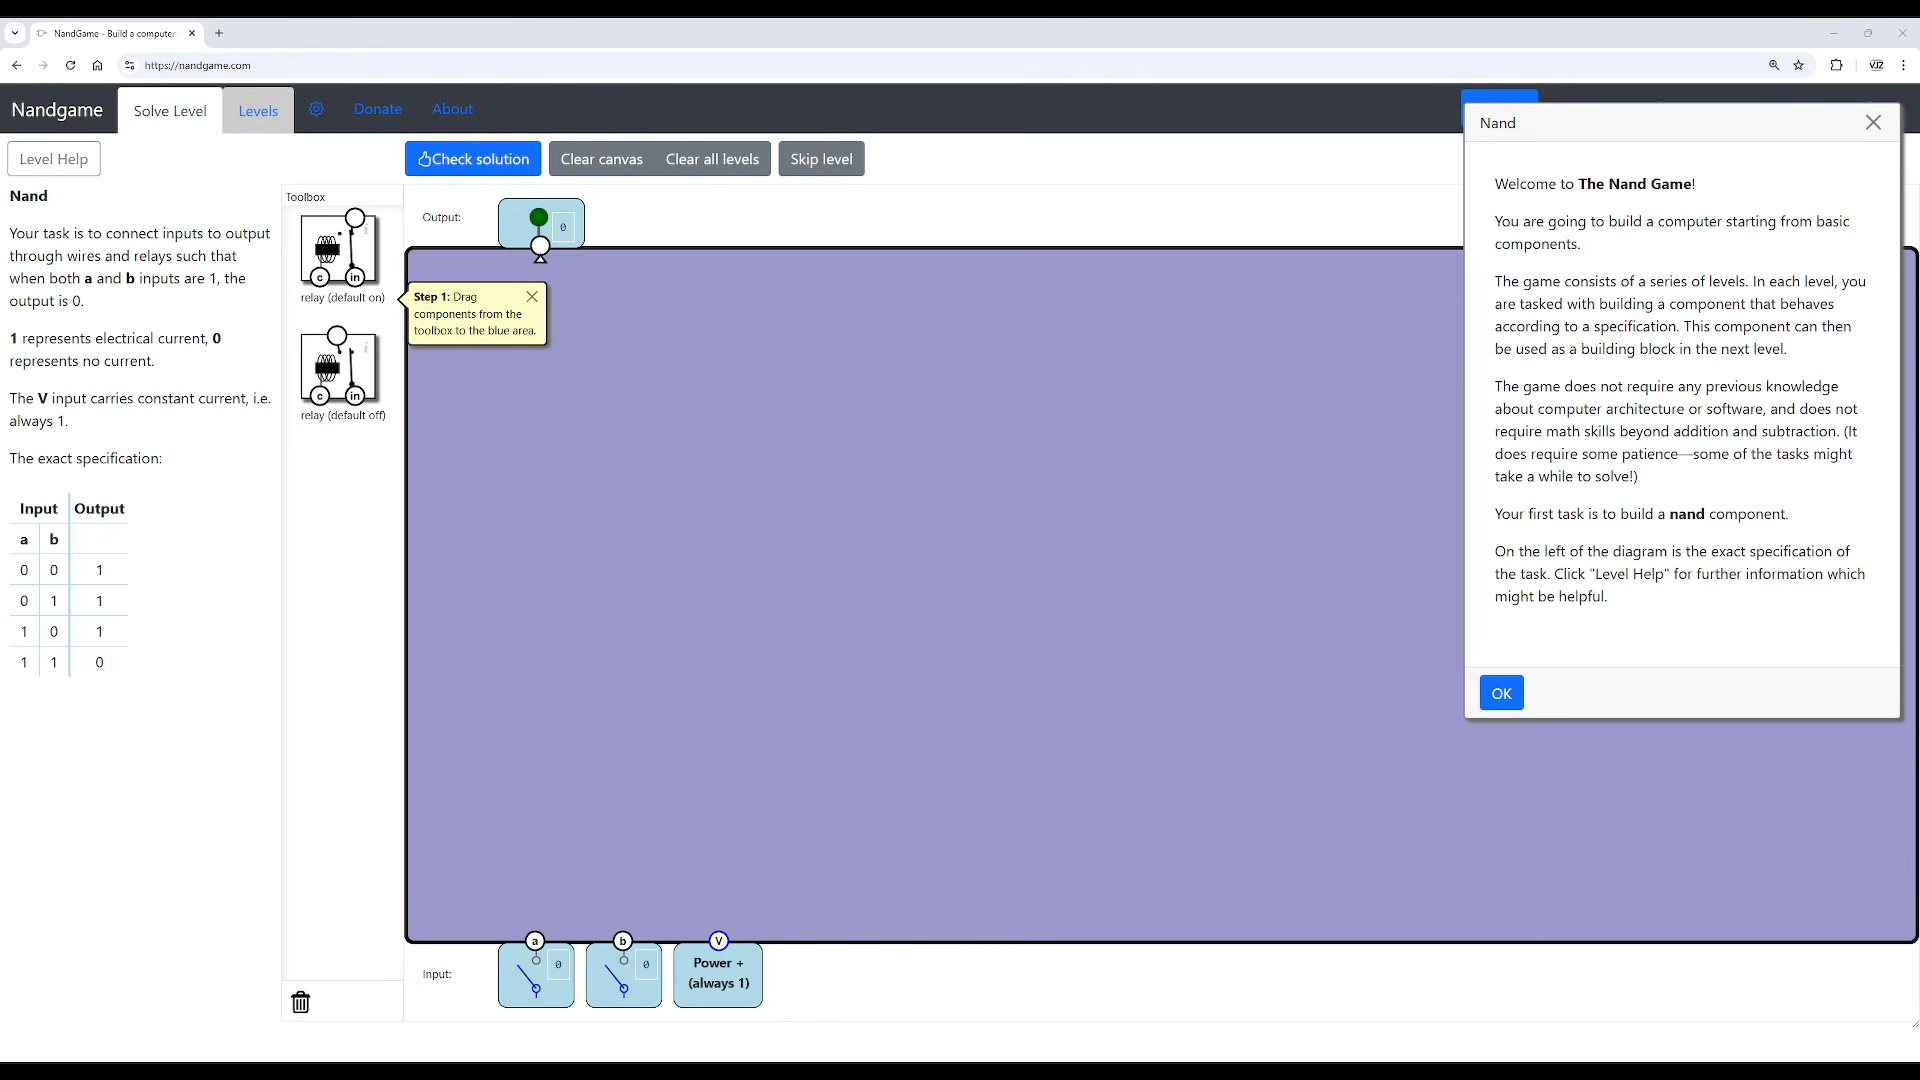 NandGame - Build a computer
https://nandgame.com
Nandgame
Solve Level
Levels
Donate
About
Level Help
Check solution
Clear canvas
Clear all levels
Skip level
Nand
Your task is to connect inputs to output
through wires and relays such that
when both a and b inputs are 1, the
output is 0.
1 represents electrical current, 0
represents no current.
The V input carries constant current, i.e.
always 1.
The exact specification:
Input Output
a b
0 0 1
0 1 1
1 0 1
1 1 0
Toolbox
i
c in
relay (default on)
i
c in
relay (default off)
Output:
0
Step 1: Drag
components from the
toolbox to the blue area.
Input:
a
0
b
0
V
Power +
(always 1)
Nand
Welcome to The Nand Game!
You are going to build a computer starting from basic
components.
The game consists of a series of levels. In each level, you
are tasked with building a component that behaves
according to a specification. This component can then
be used as a building block in the next level.
The game does not require any previous knowledge
about computer architecture or software, and does not
require math skills beyond addition and subtraction. (It
does require some patience—some of the tasks might
take a while to solve!)
Your first task is to build a nand component.
On the left of the diagram is the exact specification of
the task. Click "Level Help" for further information which
might be helpful.
OK